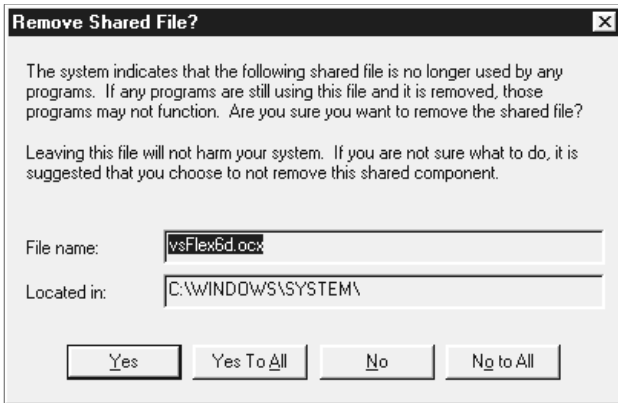 Remove Shared File?
The system indicates that the following shared file is no longer used by any
programs. If any programs are still using this file and it is removed, those
programs may not function. Are you sure you want to remove the shared file?
Leaving this file will not harm your system. If you are not sure what to do, it is
suggested that you choose to not remove this shared component.
File name: vsFlex6d.ocx
Located in: C:\WINDOWS\SYSTEM\
Yes Yes To All No No to All